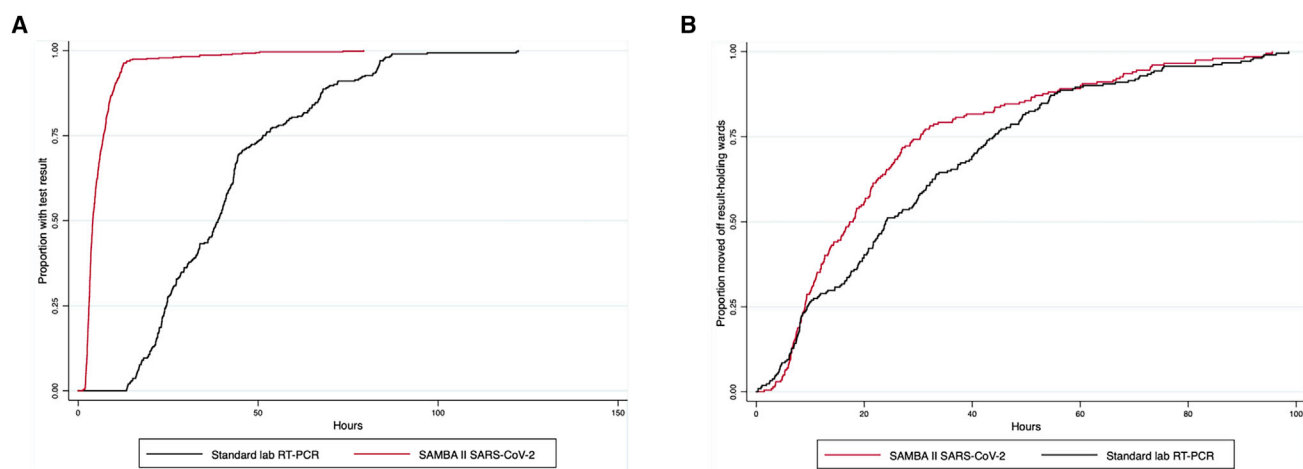 A
Proportion with test result
1.00
0.75
0.50
0.25
0.00
0
50
100
150
Hours
Standard lab RT-PCR
SAMBA II SARS-CoV-2
B
Proportion moved off result-holding wards
1.00
0.75
0.50
0.25
0.00
0
20
40
60
80
100
Hours
SAMBA II SARS-CoV-2
Standard lab RT-PCR